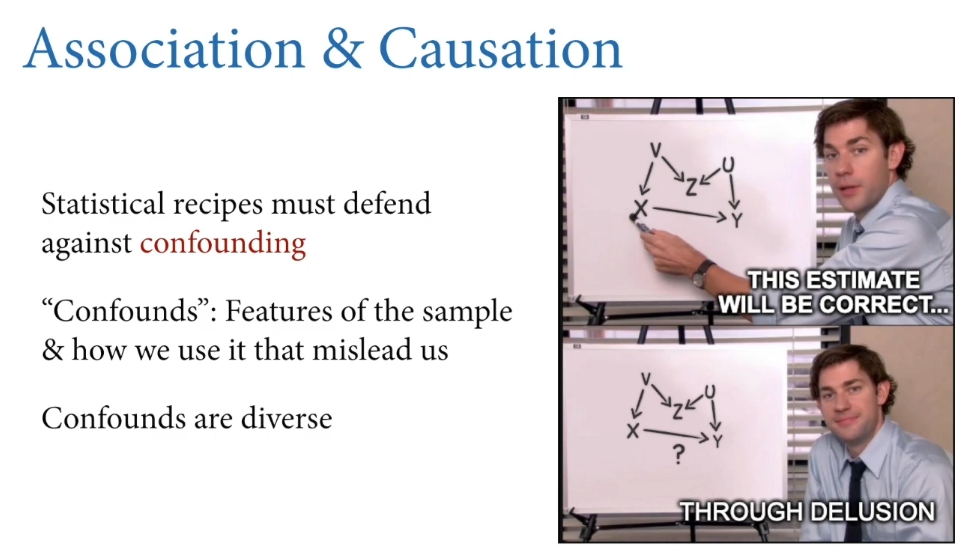 Association & Causation
Statistical recipes must defend
against confounding
“Confounds”: Features of the sample
& how we use it that mislead us
Confounds are diverse
V
U
Z
X
Y
THIS ESTIMATE
WILL BE CORRECT...
V
U
Z
X
Y
?
THROUGH DELUSION